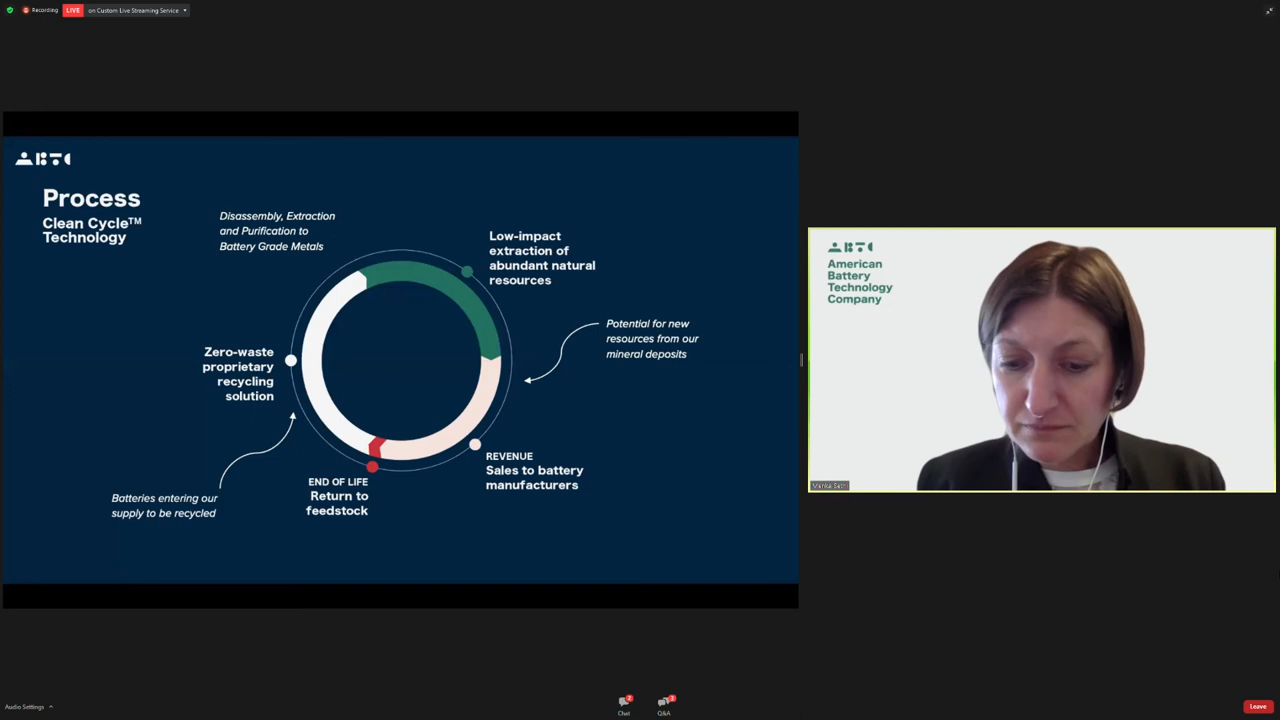 Recording
LIVE
on Custom Live Streaming Service
ABTC
Process
Clean Cycle™
Technology
Disassembly, Extraction
and Purification to
Battery Grade Metals
Low-impact
extraction of
abundant natural
resources
Potential for new
resources from our
mineral deposits
Zero-waste
proprietary
recycling
solution
REVENUE
Sales to battery
manufacturers
END OF LIFE
Return to
feedstock
Batteries entering our
supply to be recycled
ABTC
American
Battery
Technology
Company
Audio Settings
Chat
Q&A
Leave